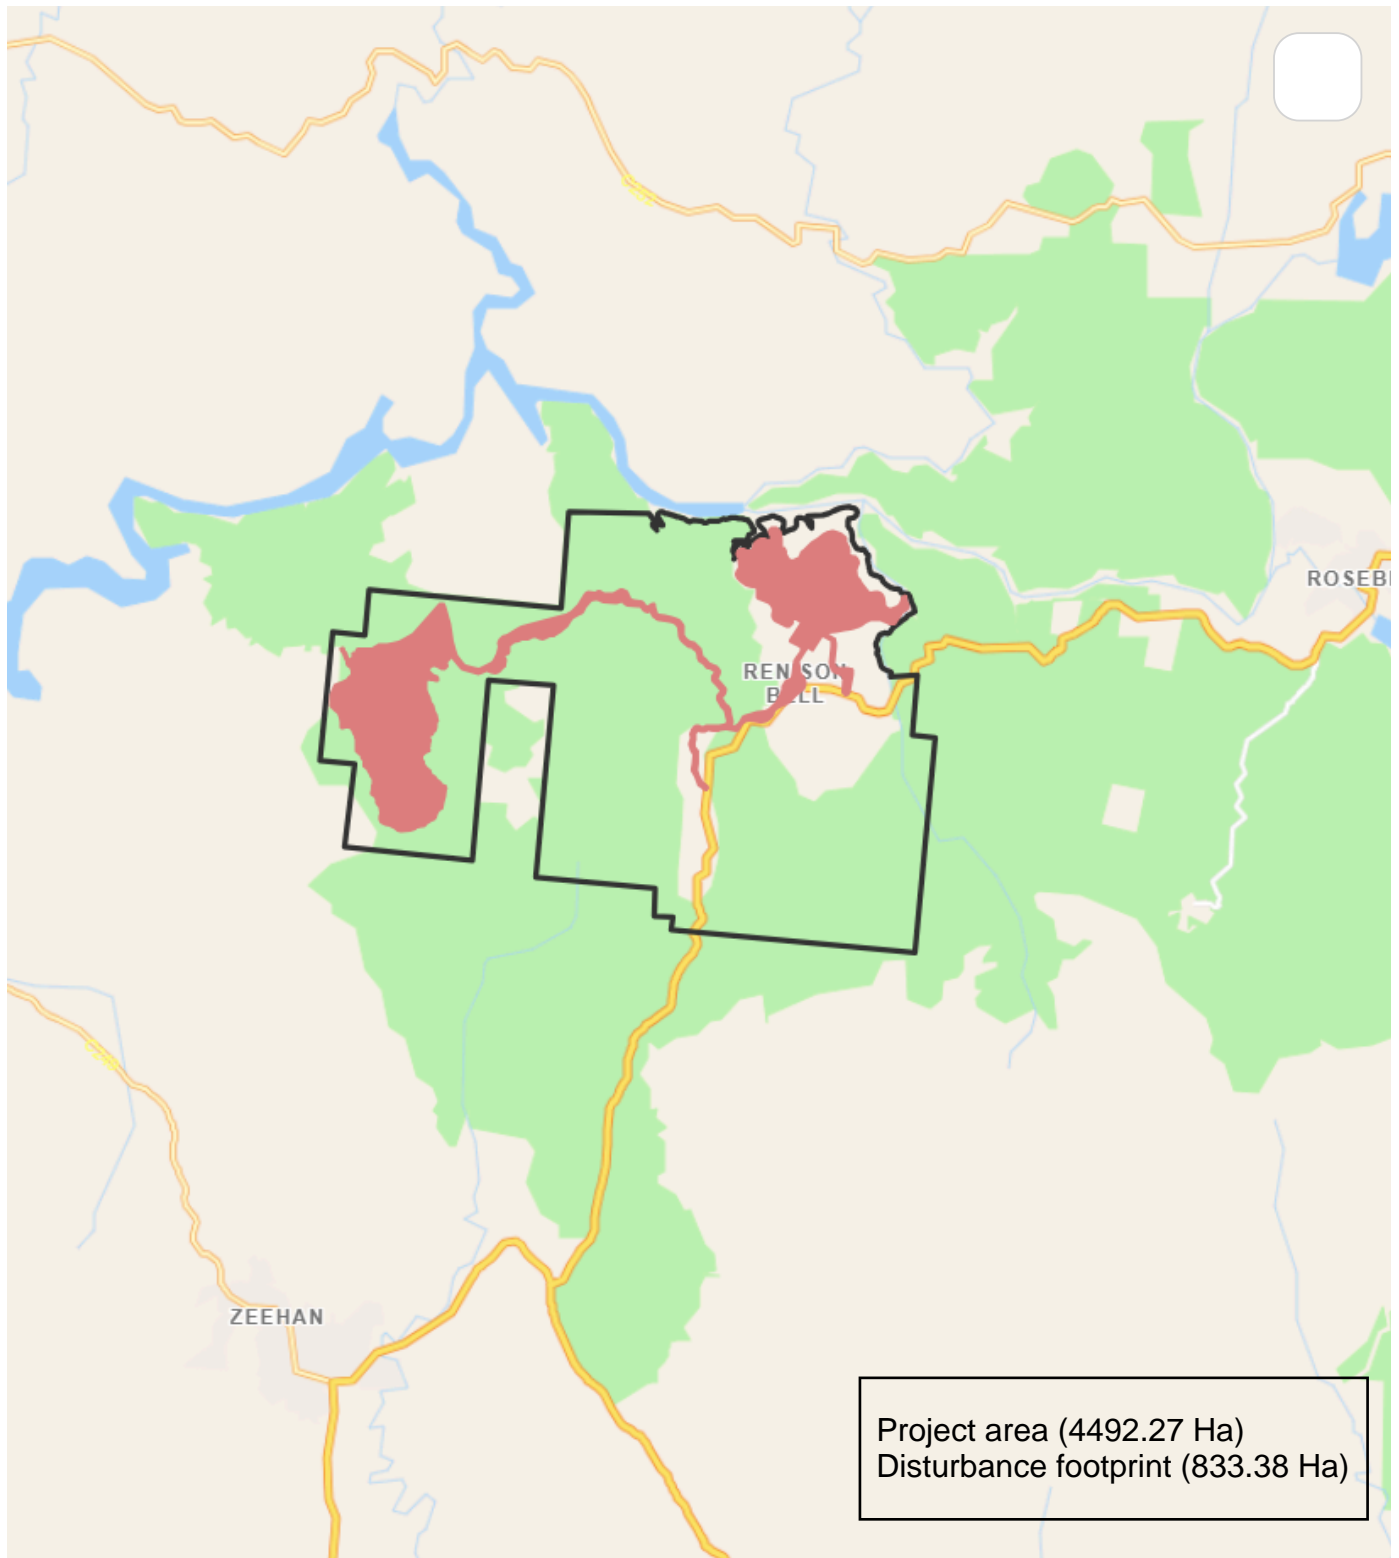 ROSEBE
RENISON
BELL
ZEEHAN
Project area (4492.27 Ha)
Disturbance footprint (833.38 Ha)